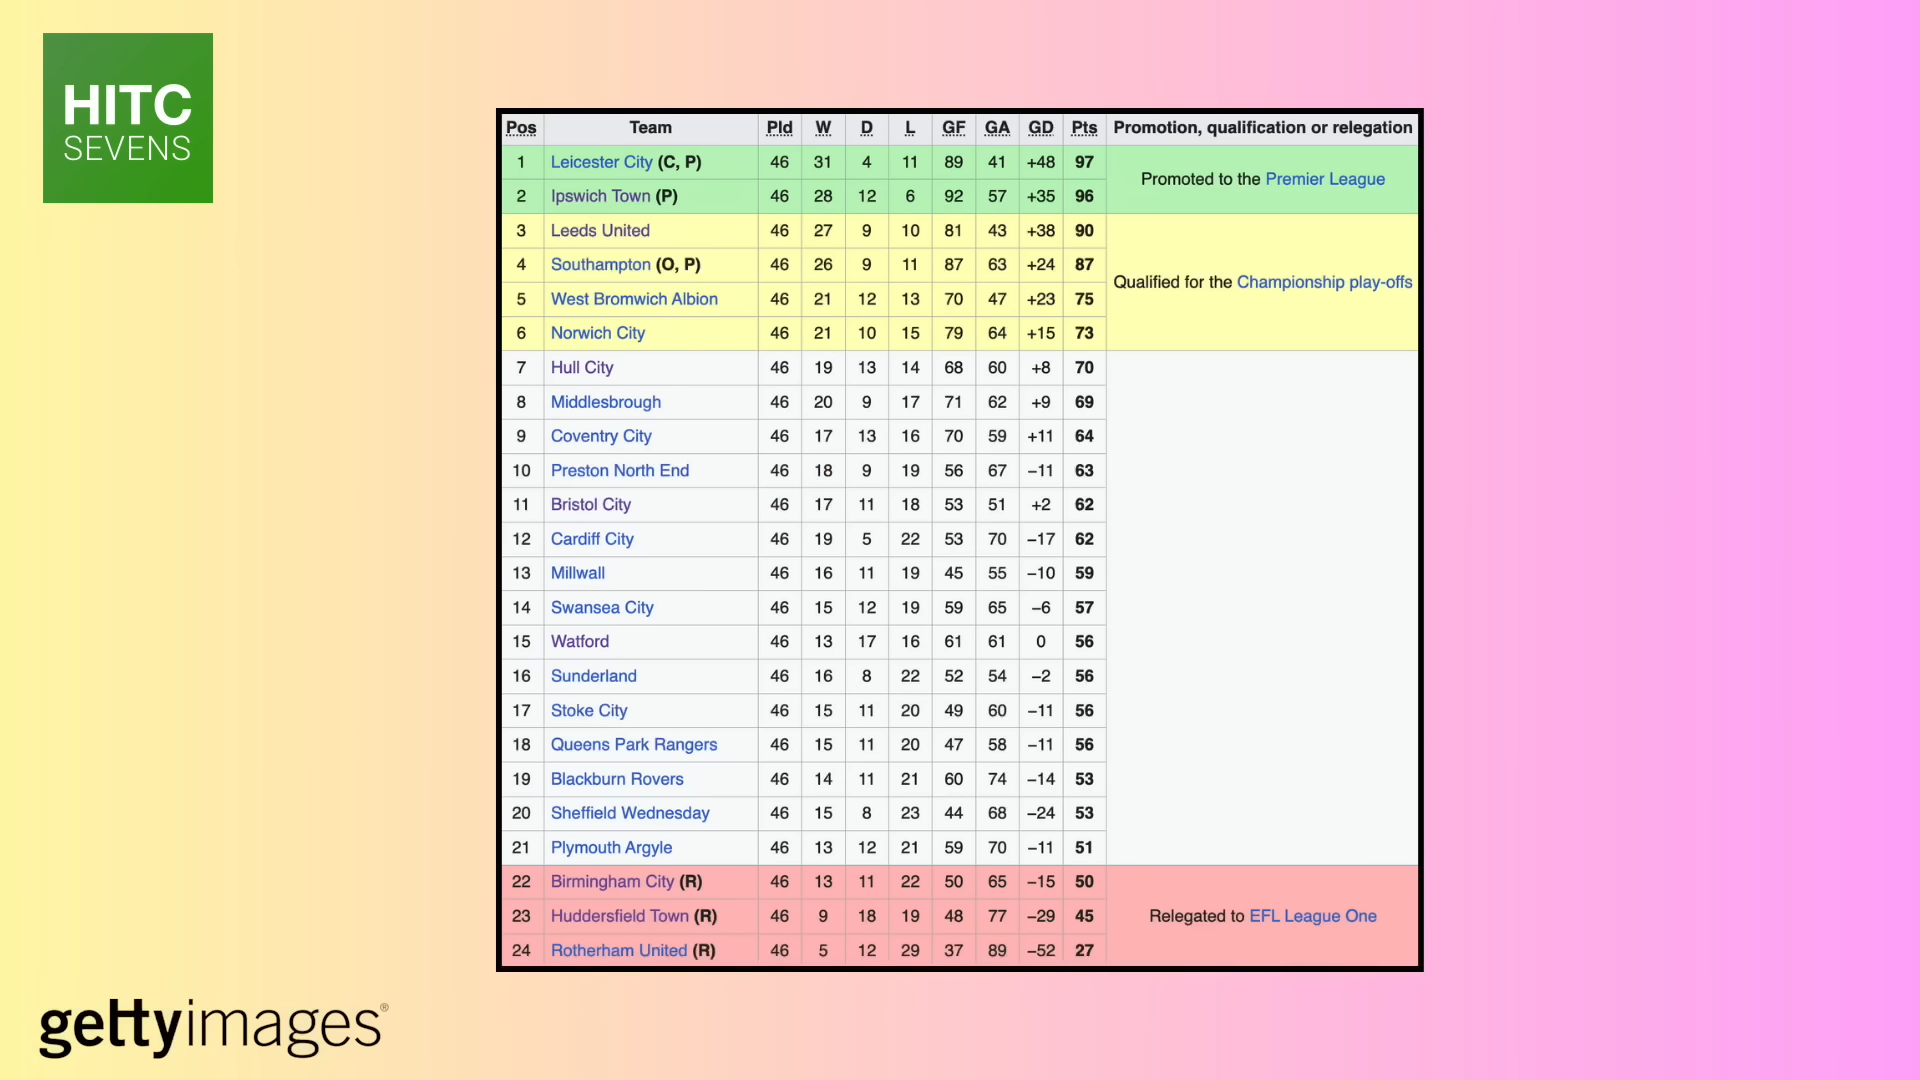 HITC
SEVENS
Pos Team Pld W D L GF GA GD Pts Promotion, qualification or relegation
1 Leicester City (C, P) 46 31 4 11 89 41 +48 97
Promoted to the Premier League
2 Ipswich Town (P) 46 28 12 6 92 57 +35 96
3 Leeds United 46 27 9 10 81 43 +38 90
4 Southampton (O, P) 46 26 9 11 87 63 +24 87
Qualified for the Championship play-offs
5 West Bromwich Albion 46 21 12 13 70 47 +23 75
6 Norwich City 46 21 10 15 79 64 +15 73
7 Hull City 46 19 13 14 68 60 +8 70
8 Middlesbrough 46 20 9 17 71 62 +9 69
9 Coventry City 46 17 13 16 70 59 +11 64
10 Preston North End 46 18 9 19 56 67 −11 63
11 Bristol City 46 17 11 18 53 51 +2 62
12 Cardiff City 46 19 5 22 53 70 −17 62
13 Millwall 46 16 11 19 45 55 −10 59
14 Swansea City 46 15 12 19 59 65 −6 57
15 Watford 46 13 17 16 61 61 0 56
16 Sunderland 46 16 8 22 52 54 −2 56
17 Stoke City 46 15 11 20 49 60 −11 56
18 Queens Park Rangers 46 15 11 20 47 58 −11 56
19 Blackburn Rovers 46 14 11 21 60 74 −14 53
20 Sheffield Wednesday 46 15 8 23 44 68 −24 53
21 Plymouth Argyle 46 13 12 21 59 70 −11 51
22 Birmingham City (R) 46 13 11 22 50 65 −15 50
23 Huddersfield Town (R) 46 9 18 19 48 77 −29 45 Relegated to EFL League One
24 Rotherham United (R) 46 5 12 29 37 89 −52 27
gettyimages®